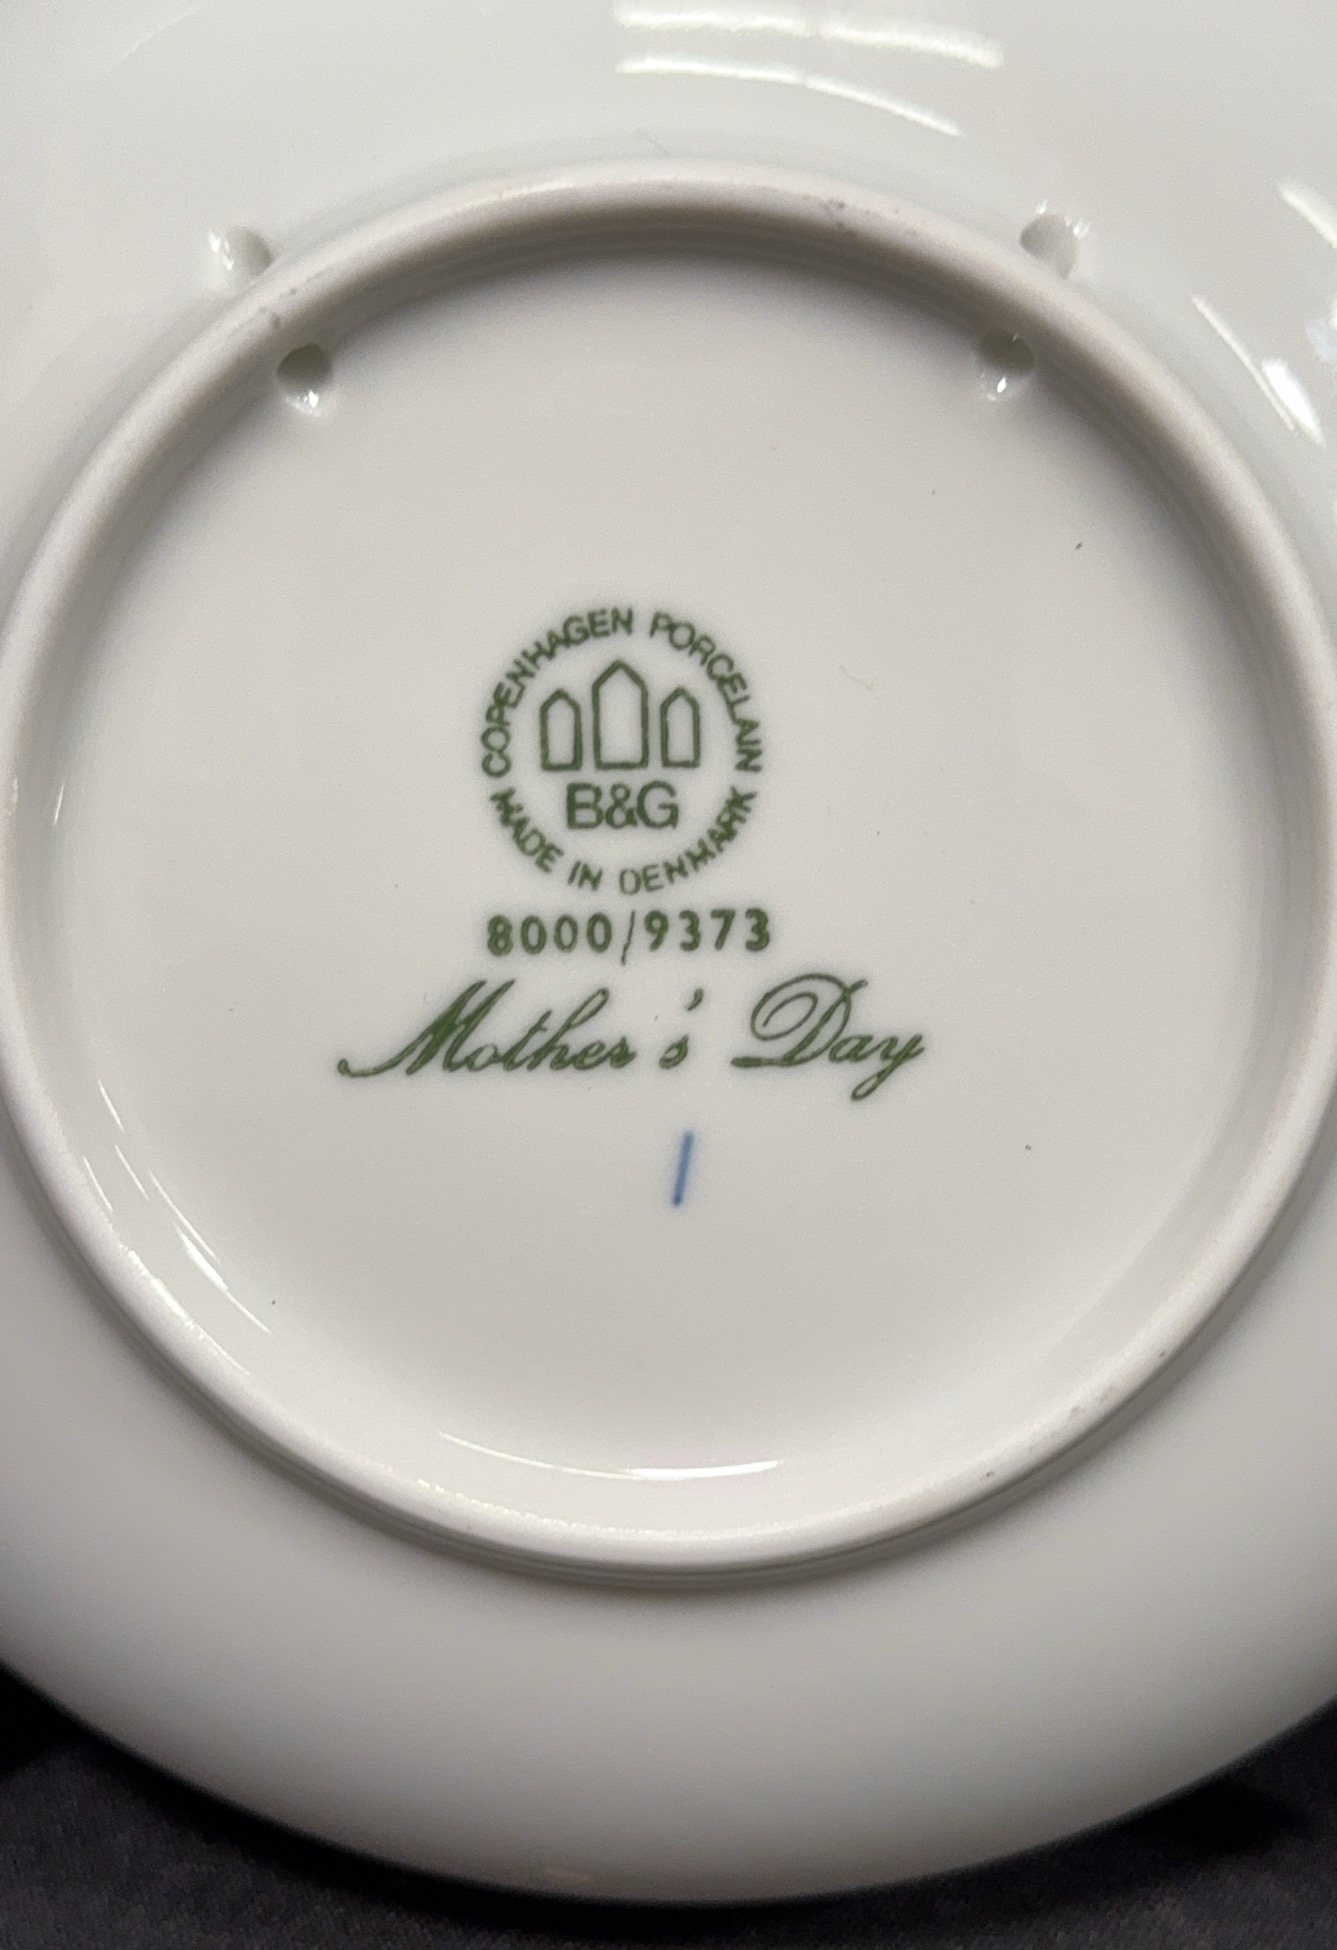 COPENHAGEN PORCELAIN
B&G
MADE IN DENMARK
8000/9373
Mother's Day